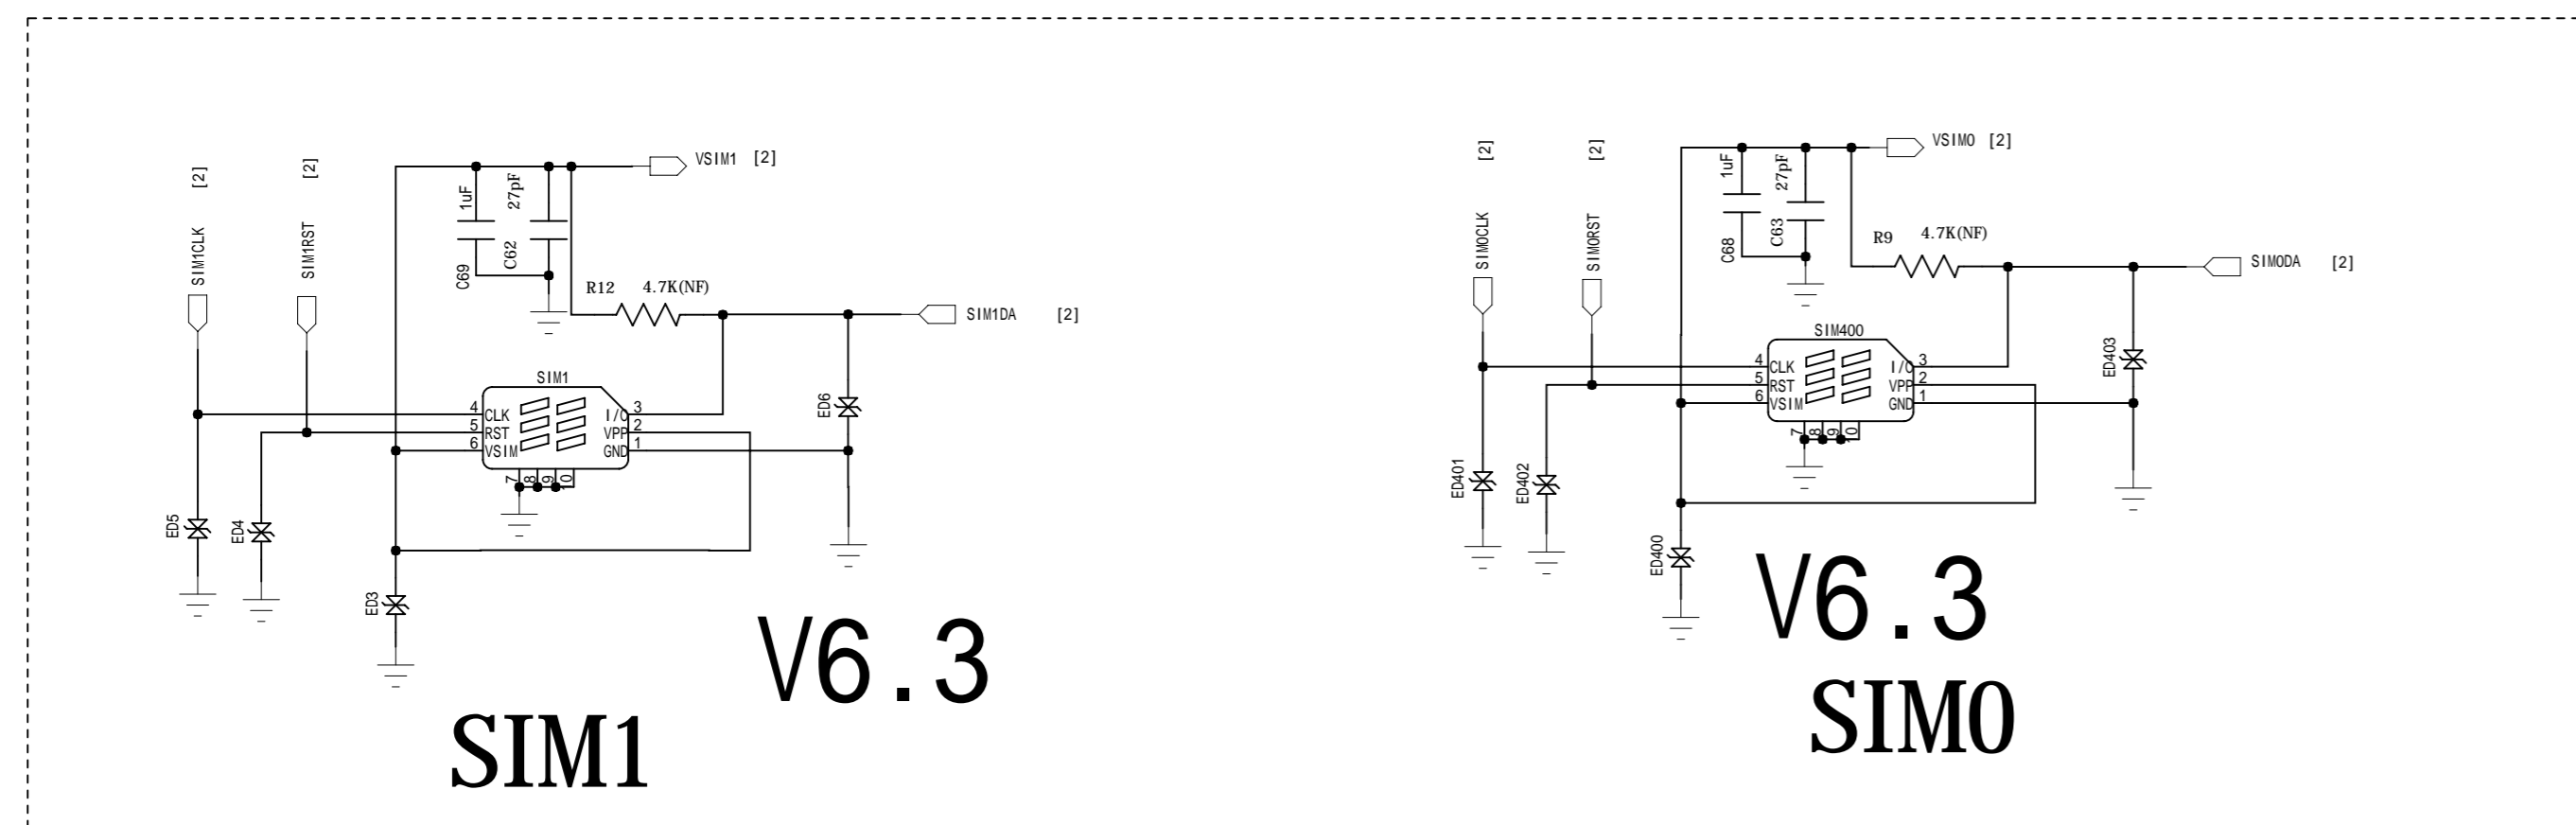 VSIM1 [2]
[2]
[2]
SIM1CLK
SIM1RST
1uF
27pF
C69
C62
R12 4.7K(NF)
SIM1DA [2]
SIM1
4 CLK
5 RST
6 VSIM
I/O 3
VPP 2
GND 1
7 8 9 10
ED6
ED5
ED4
ED3
V6.3
SIM1
VSIM0 [2]
[2]
[2]
SIM0CLK
SIM0RST
1uF
27pF
C68
C63
R9 4.7K(NF)
SIM0DA [2]
SIM400
4 CLK
5 RST
6 VSIM
I/O 3
VPP 2
GND 1
7 8 9 10
ED403
ED401
ED402
ED400
V6.3
SIM0